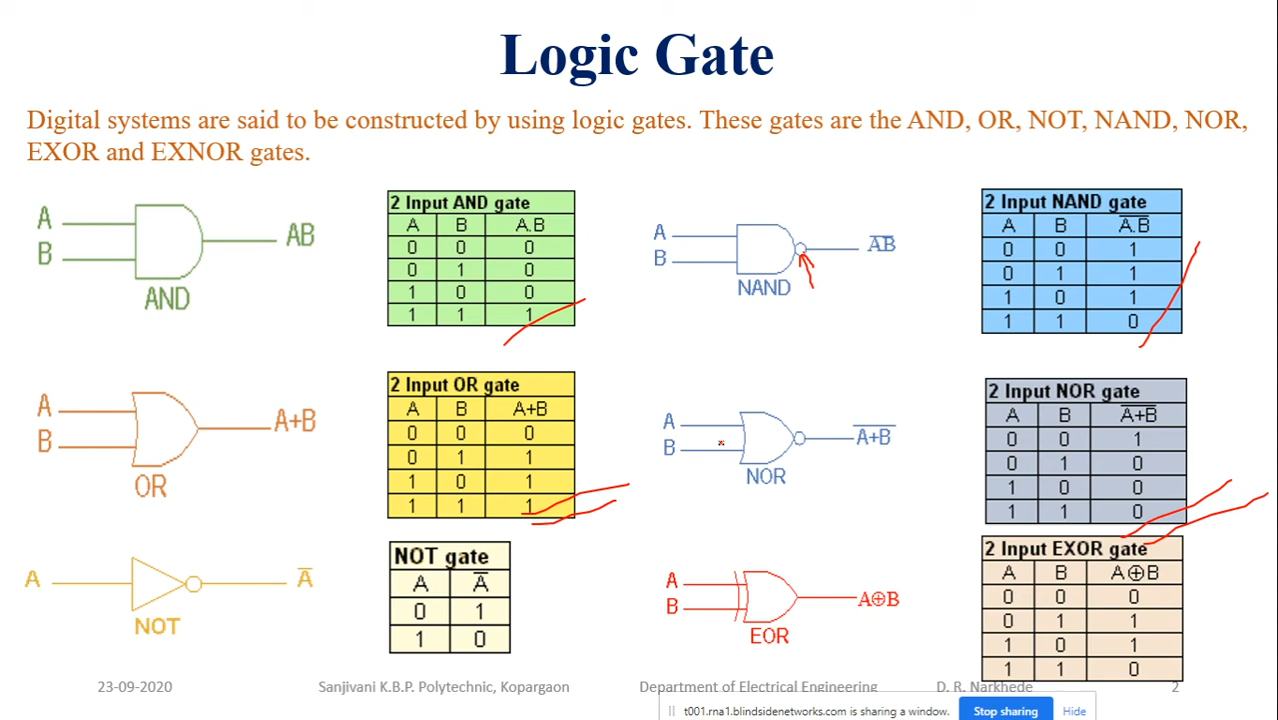 Logic Gate
Digital systems are said to be constructed by using logic gates. These gates are the AND, OR, NOT, NAND, NOR,
EXOR and EXNOR gates.
A
B
AB
AND
2 Input AND gate
A B A.B
0 0 0
0 1 0
1 0 0
1 1 1
A
B
A̅B̅
NAND
2 Input NAND gate
A B A̅.B̅
0 0 1
0 1 1
1 0 1
1 1 0
A
B
A+B
OR
2 Input OR gate
A B A+B
0 0 0
0 1 1
1 0 1
1 1 1
A
B
A̅+̅B̅
NOR
2 Input NOR gate
A B A̅+̅B̅
0 0 1
0 1 0
1 0 0
1 1 0
A
A̅
NOT
NOT gate
A A̅
0 1
1 0
A
B
A⊕B
EOR
2 Input EXOR gate
A B A⊕B
0 0 0
0 1 1
1 0 1
1 1 0
23-09-2020 Sanjivani K.B.P. Polytechnic, Kopargaon Department of Electrical Engineering D. R. Narkhede 2
t001.rna1.blindsidenetworks.com is sharing a window. Stop sharing Hide